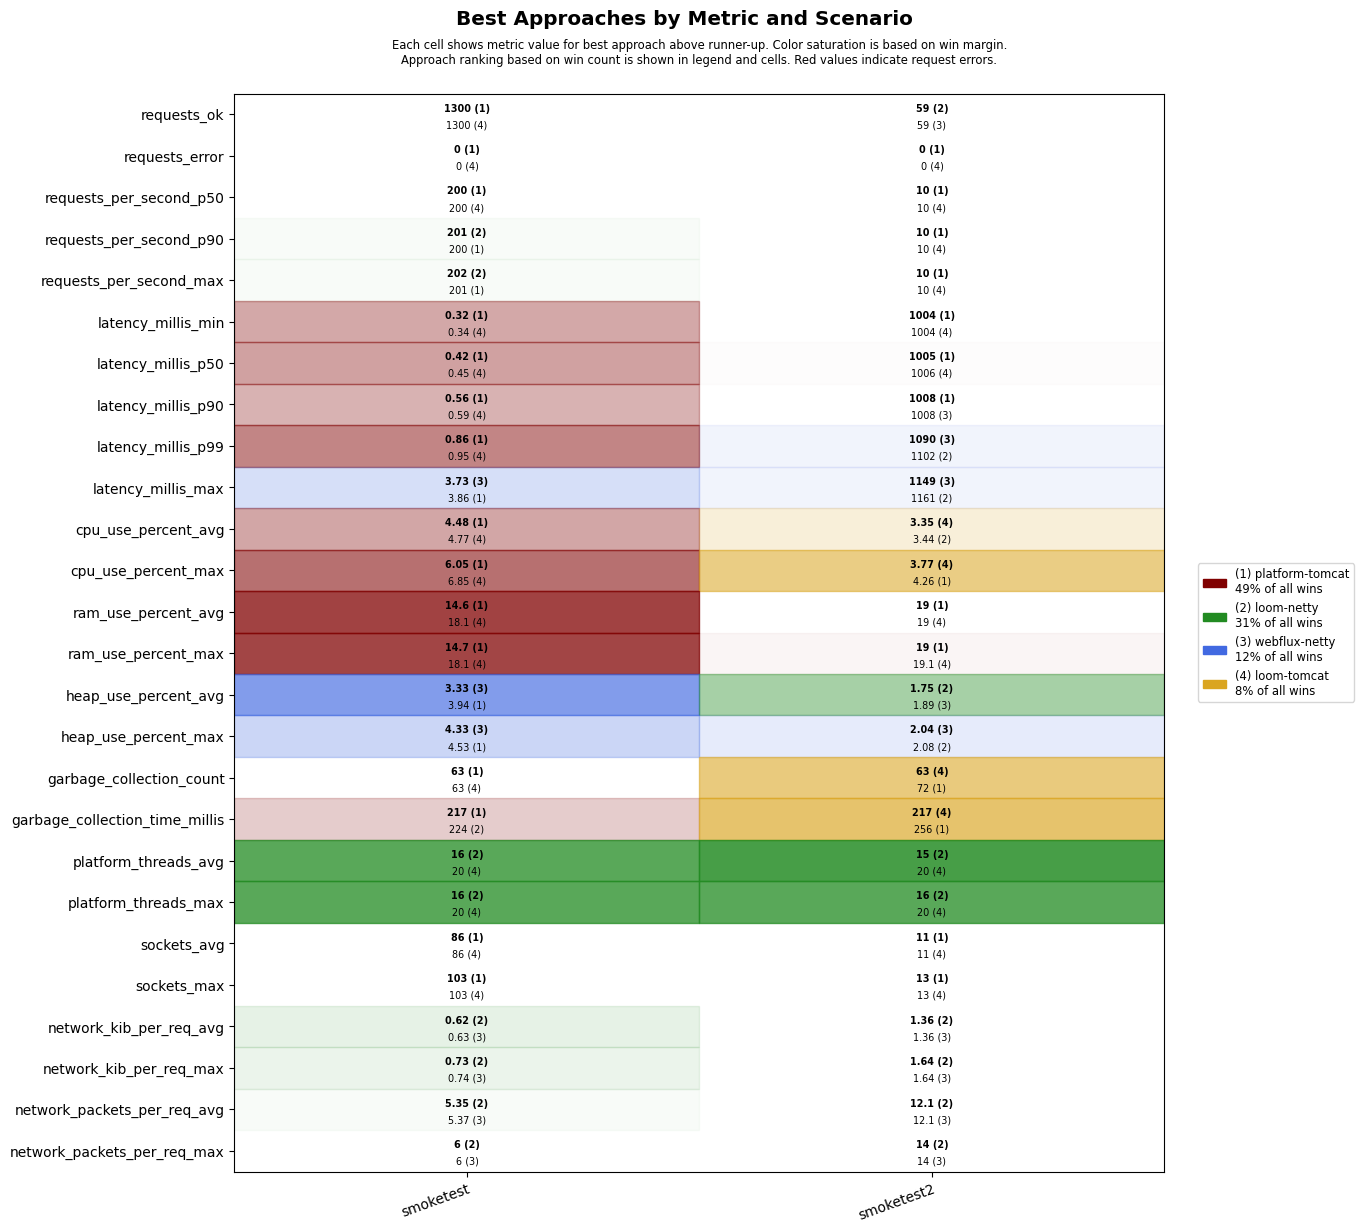 Best Approaches by Metric and Scenario
Each cell shows metric value for best approach above runner-up. Color saturation is based on win margin.
Approach ranking based on win count is shown in legend and cells. Red values indicate request errors.
requests_ok
1300 (1)
1300 (4)
59 (2)
59 (3)
requests_error
0 (1)
0 (4)
0 (1)
0 (4)
requests_per_second_p50
200 (1)
200 (4)
10 (1)
10 (4)
requests_per_second_p90
201 (2)
200 (1)
10 (1)
10 (4)
requests_per_second_max
202 (2)
201 (1)
10 (1)
10 (4)
latency_millis_min
0.32 (1)
0.34 (4)
1004 (1)
1004 (4)
latency_millis_p50
0.42 (1)
0.45 (4)
1005 (1)
1006 (4)
latency_millis_p90
0.56 (1)
0.59 (4)
1008 (1)
1008 (3)
latency_millis_p99
0.86 (1)
0.95 (4)
1090 (3)
1102 (2)
latency_millis_max
3.73 (3)
3.86 (1)
1149 (3)
1161 (2)
cpu_use_percent_avg
4.48 (1)
4.77 (4)
3.35 (4)
3.44 (2)
cpu_use_percent_max
6.05 (1)
6.85 (4)
3.77 (4)
4.26 (1)
ram_use_percent_avg
14.6 (1)
18.1 (4)
19 (1)
19 (4)
ram_use_percent_max
14.7 (1)
18.1 (4)
19 (1)
19.1 (4)
heap_use_percent_avg
3.33 (3)
3.94 (1)
1.75 (2)
1.89 (3)
heap_use_percent_max
4.33 (3)
4.53 (1)
2.04 (3)
2.08 (2)
garbage_collection_count
63 (1)
63 (4)
63 (4)
72 (1)
garbage_collection_time_millis
217 (1)
224 (2)
217 (4)
256 (1)
platform_threads_avg
16 (2)
20 (4)
15 (2)
20 (4)
platform_threads_max
16 (2)
20 (4)
16 (2)
20 (4)
sockets_avg
86 (1)
86 (4)
11 (1)
11 (4)
sockets_max
103 (1)
103 (4)
13 (1)
13 (4)
network_kib_per_req_avg
0.62 (2)
0.63 (3)
1.36 (2)
1.36 (3)
network_kib_per_req_max
0.73 (2)
0.74 (3)
1.64 (2)
1.64 (3)
network_packets_per_req_avg
5.35 (2)
5.37 (3)
12.1 (2)
12.1 (3)
network_packets_per_req_max
6 (2)
6 (3)
14 (2)
14 (3)
smoketest
smoketest2
(1) platform-tomcat
49% of all wins
(2) loom-netty
31% of all wins
(3) webflux-netty
12% of all wins
(4) loom-tomcat
8% of all wins